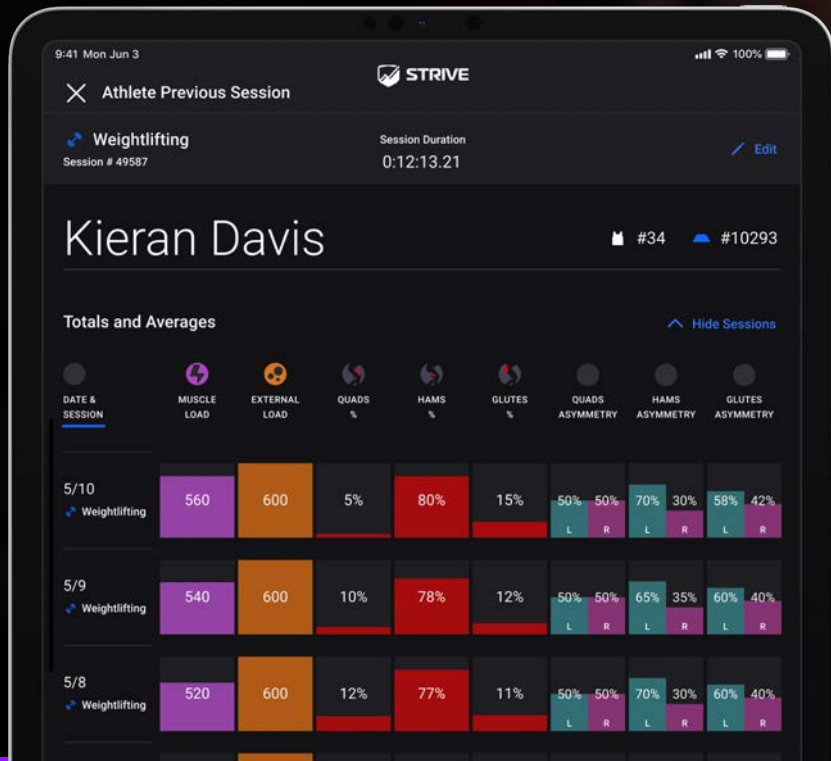 9:41 Mon Jun 3
100%
STRIVE
Athlete Previous Session
Weightlifting
Session # 49587
Session Duration
0:12:13.21
Edit
Kieran Davis
#34
#10293
Totals and Averages
Hide Sessions
DATE & SESSION
MUSCLE LOAD
EXTERNAL LOAD
QUADS %
HAMS %
GLUTES %
QUADS ASYMMETRY
HAMS ASYMMETRY
GLUTES ASYMMETRY
5/10
Weightlifting
560 600 5% 80% 15% 50% 50% 70% 30% 58% 42%
L R L R L R
5/9
Weightlifting
540 600 10% 78% 12% 50% 50% 65% 35% 60% 40%
L R L R L R
5/8
Weightlifting
520 600 12% 77% 11% 50% 50% 70% 30% 60% 40%
L R L R L R